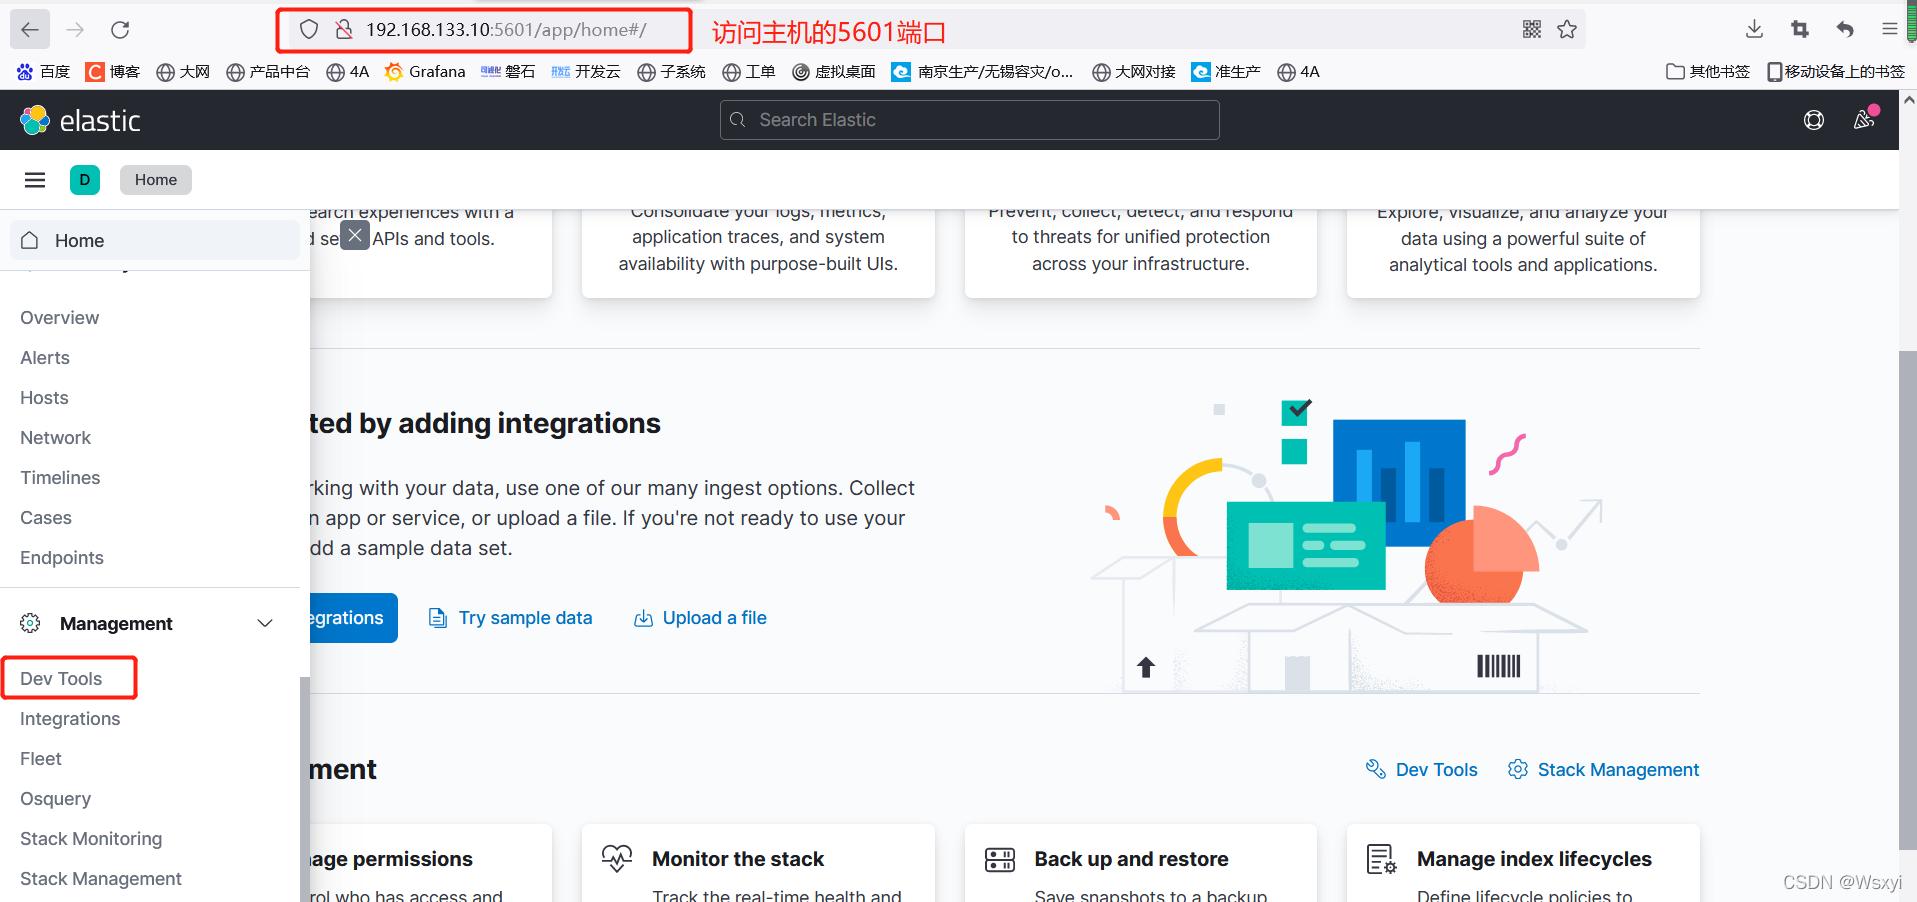 192.168.133.10:5601/app/home#/
访问主机的5601端口
百度 博客 大网 产品中台 4A Grafana 磐石 开发云 子系统 工单 虚拟桌面 南京生产/无锡容灾/o... 大网对接 准生产 4A 其他书签 移动设备上的书签
elastic
Search Elastic
D Home
Home
Overview
Alerts
Hosts
Network
Timelines
Cases
Endpoints
Management
Dev Tools
Integrations
Fleet
Osquery
Stack Monitoring
Stack Management
earch experiences with a
APIs and tools.
Consolidate your logs, metrics,
application traces, and system
availability with purpose-built UIs.
Prevent, collect, detect, and respond
to threats for unified protection
across your infrastructure.
Explore, visualize, and analyze your
data using a powerful suite of
analytical tools and applications.
ted by adding integrations
rking with your data, use one of our many ingest options. Collect
n app or service, or upload a file. If you're not ready to use your
dd a sample data set.
egrations
Try sample data
Upload a file
ment
Dev Tools
Stack Management
age permissions
rol who has access and
Monitor the stack
Track the real-time health and
Back up and restore
Save snapshots to a backup
Manage index lifecycles
Define lifecycle policies to
CSDN @Wsxyi